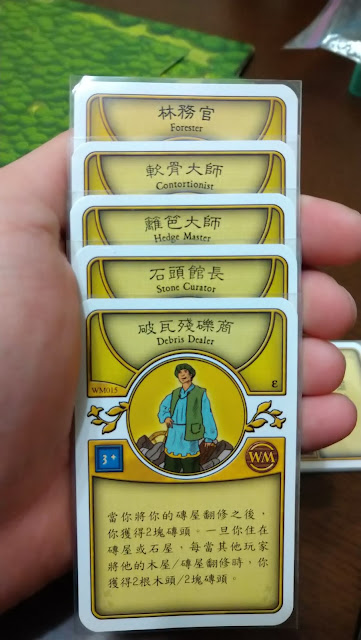 林務官
Forester
軟骨大師
Contortionist
籬笆大師
Hedge Master
石頭館長
Stone Curator
破瓦殘礫商
Debris Dealer
WM015
ε
3+
WM
當你將你的磚屋翻修之後,
你獲得2塊磚頭。一旦你住在
磚屋或石屋,每當其他玩家
將他的木屋/磚屋翻修時,你
獲得2根木頭/2塊磚頭。